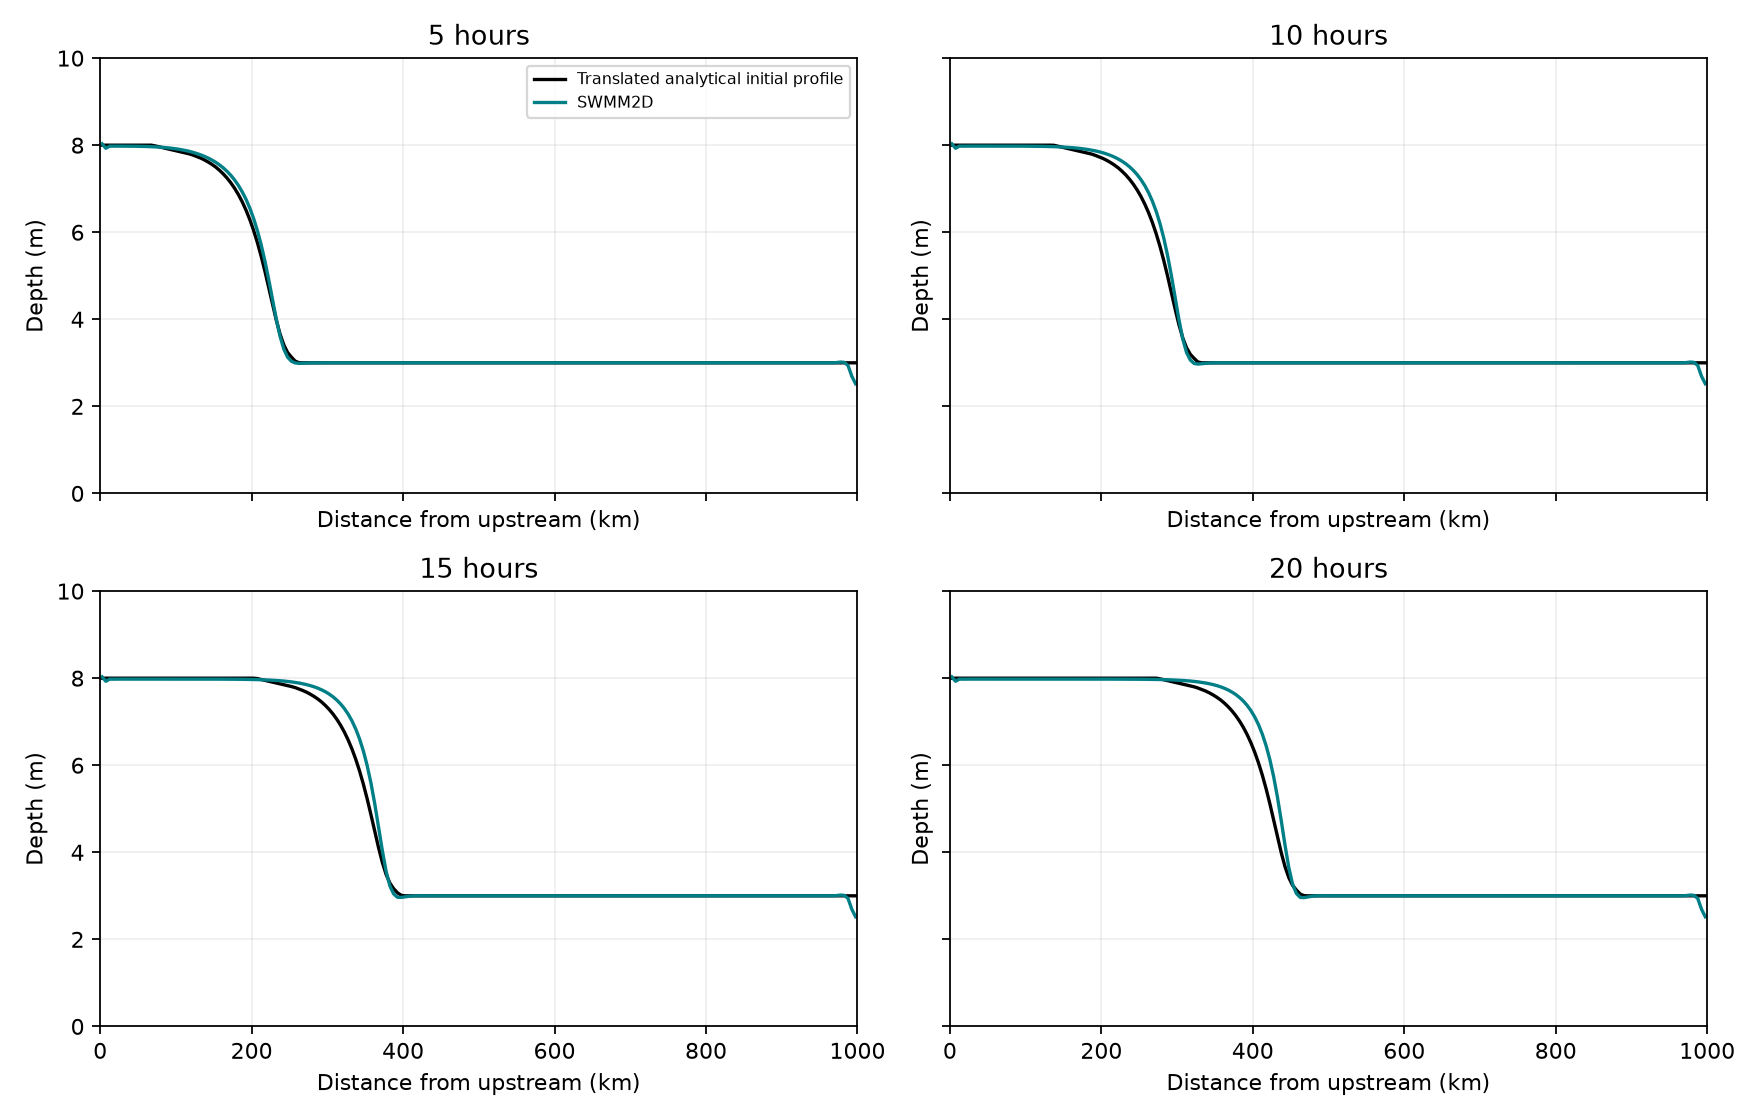 5 hours
10
8
6
4
2
0
Depth (m)
Translated analytical initial profile
SWMM2D
Distance from upstream (km)
10 hours
Depth (m)
Distance from upstream (km)
15 hours
10
8
6
4
2
0
Depth (m)
0 200 400 600 800 1000
Distance from upstream (km)
20 hours
Depth (m)
0 200 400 600 800 1000
Distance from upstream (km)